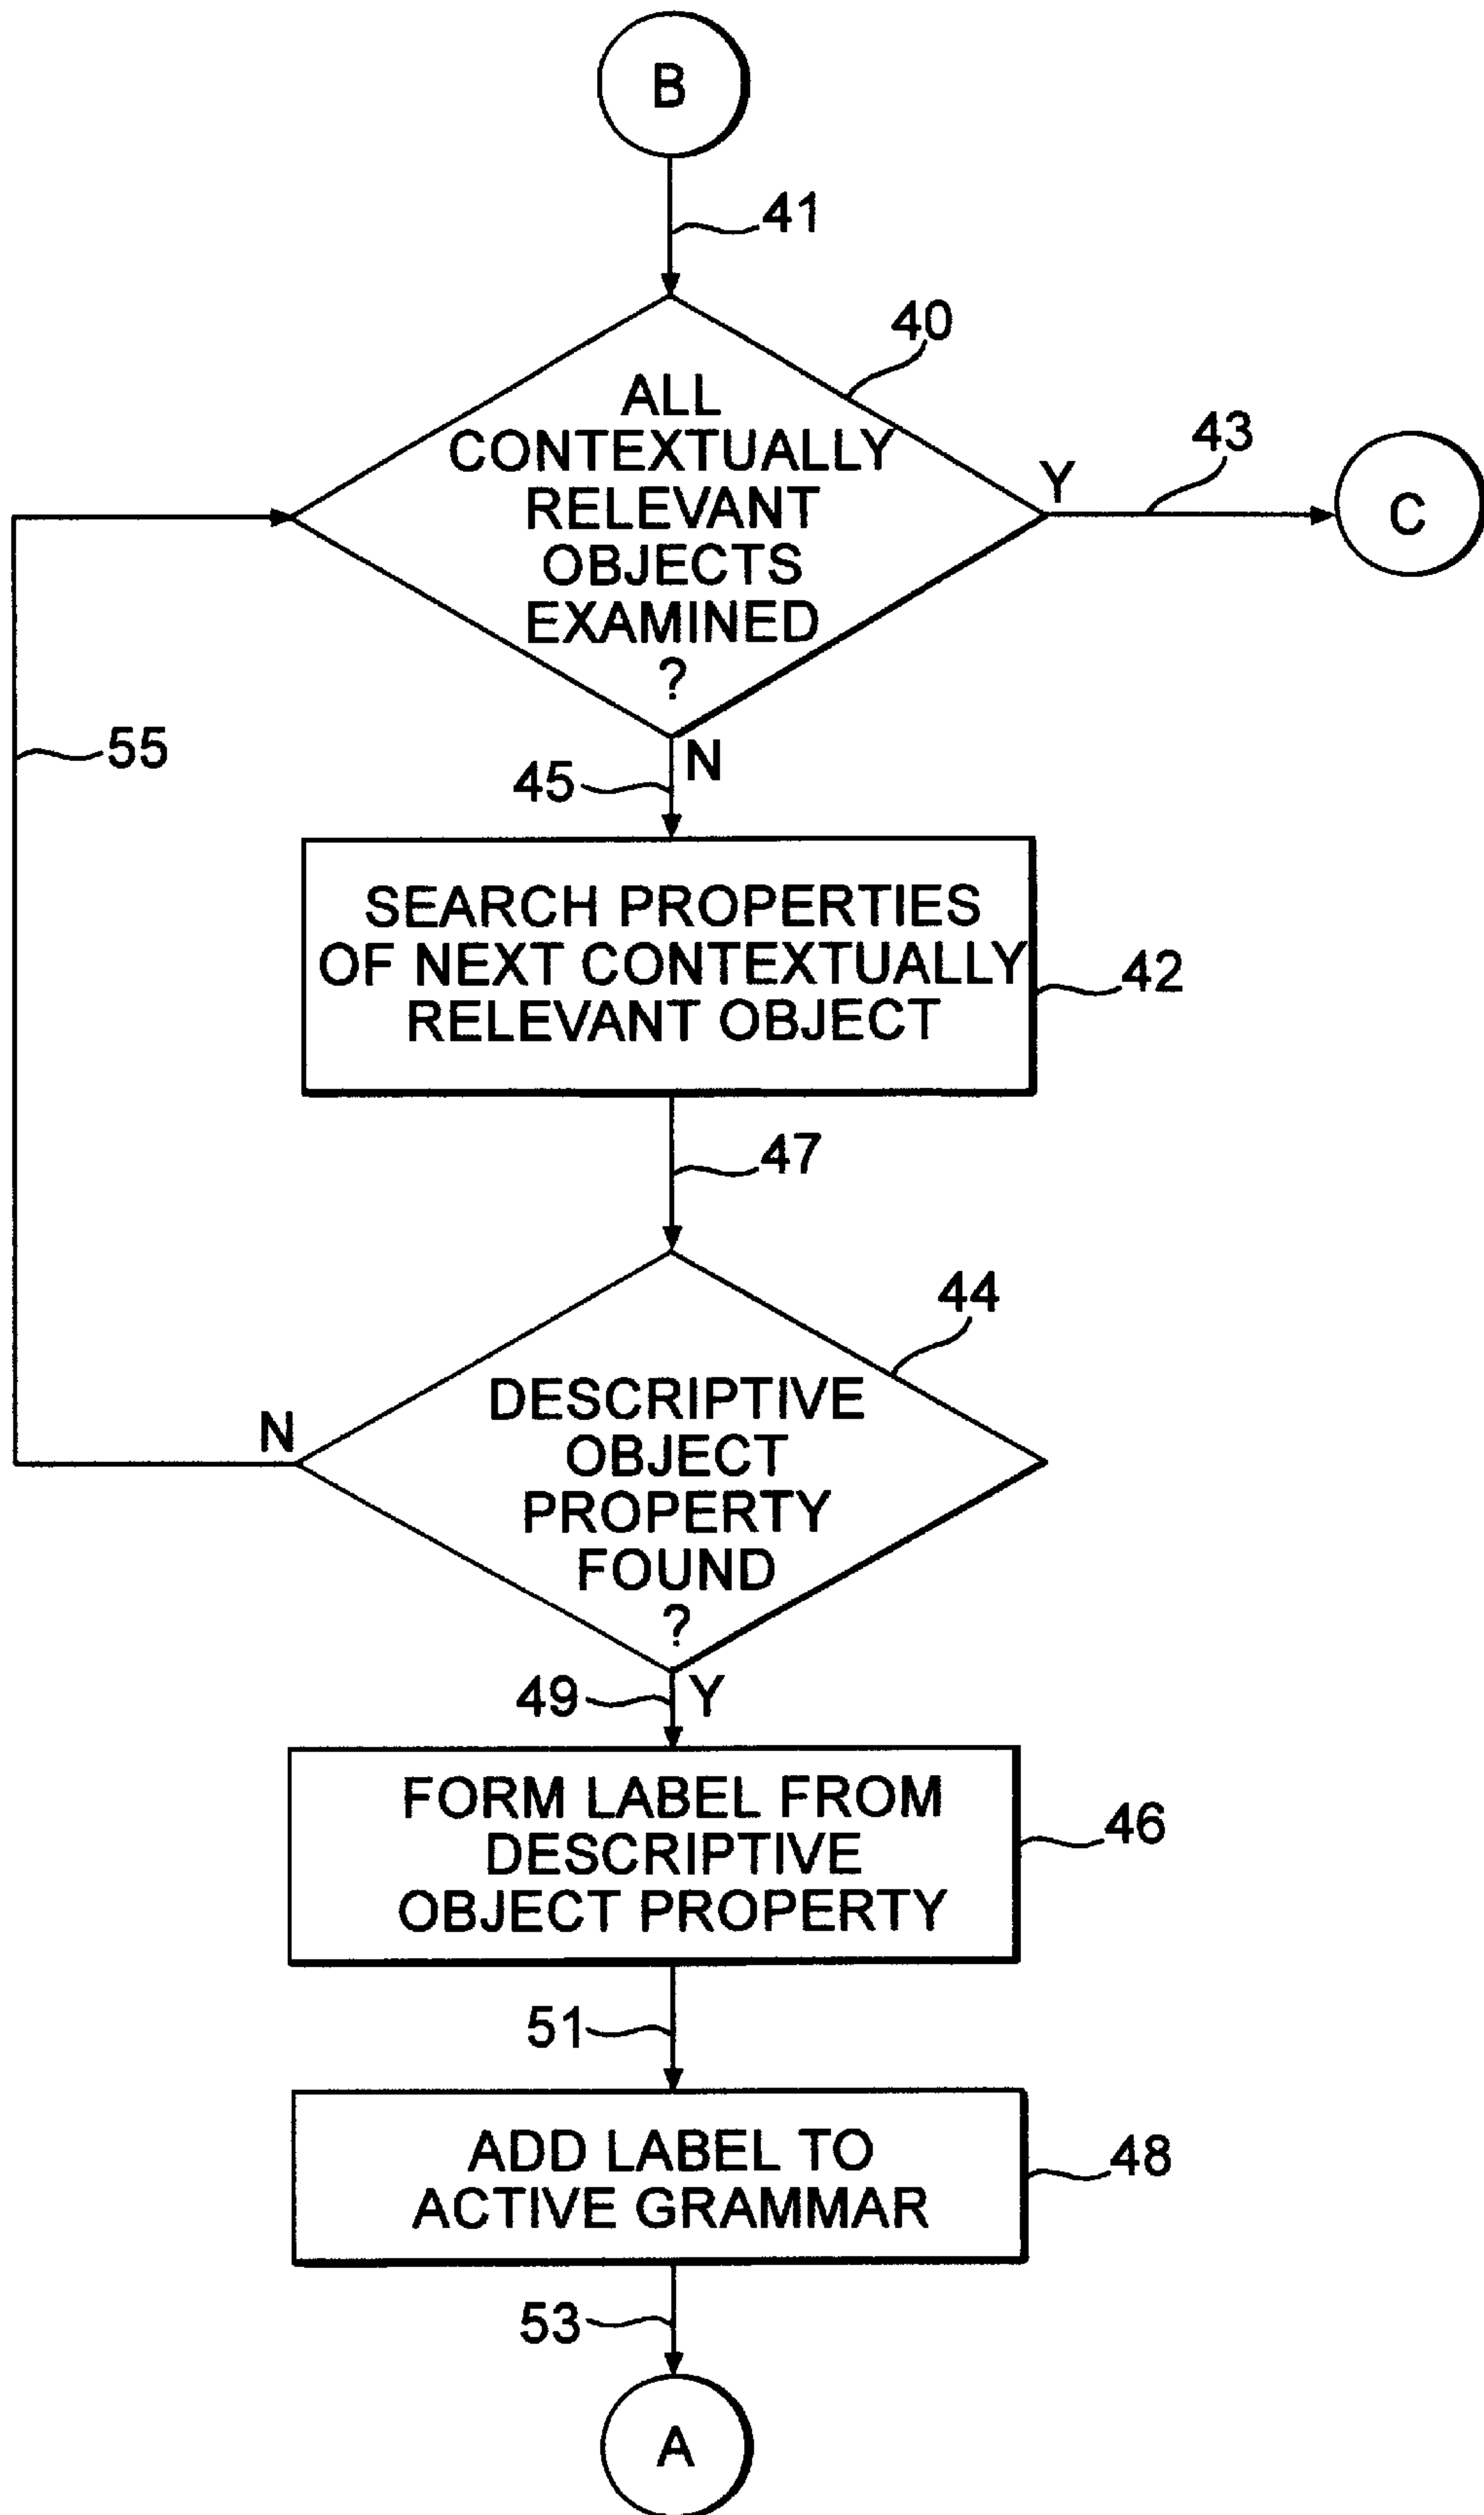 B
41
40
ALL
CONTEXTUALLY
RELEVANT
OBJECTS
EXAMINED
?
Y
43
C
55
45
N
SEARCH PROPERTIES
OF NEXT CONTEXTUALLY
RELEVANT OBJECT
42
47
44
DESCRIPTIVE
OBJECT
PROPERTY
FOUND
?
N
49
Y
FORM LABEL FROM
DESCRIPTIVE
OBJECT PROPERTY
46
51
ADD LABEL TO
ACTIVE GRAMMAR
48
53
A